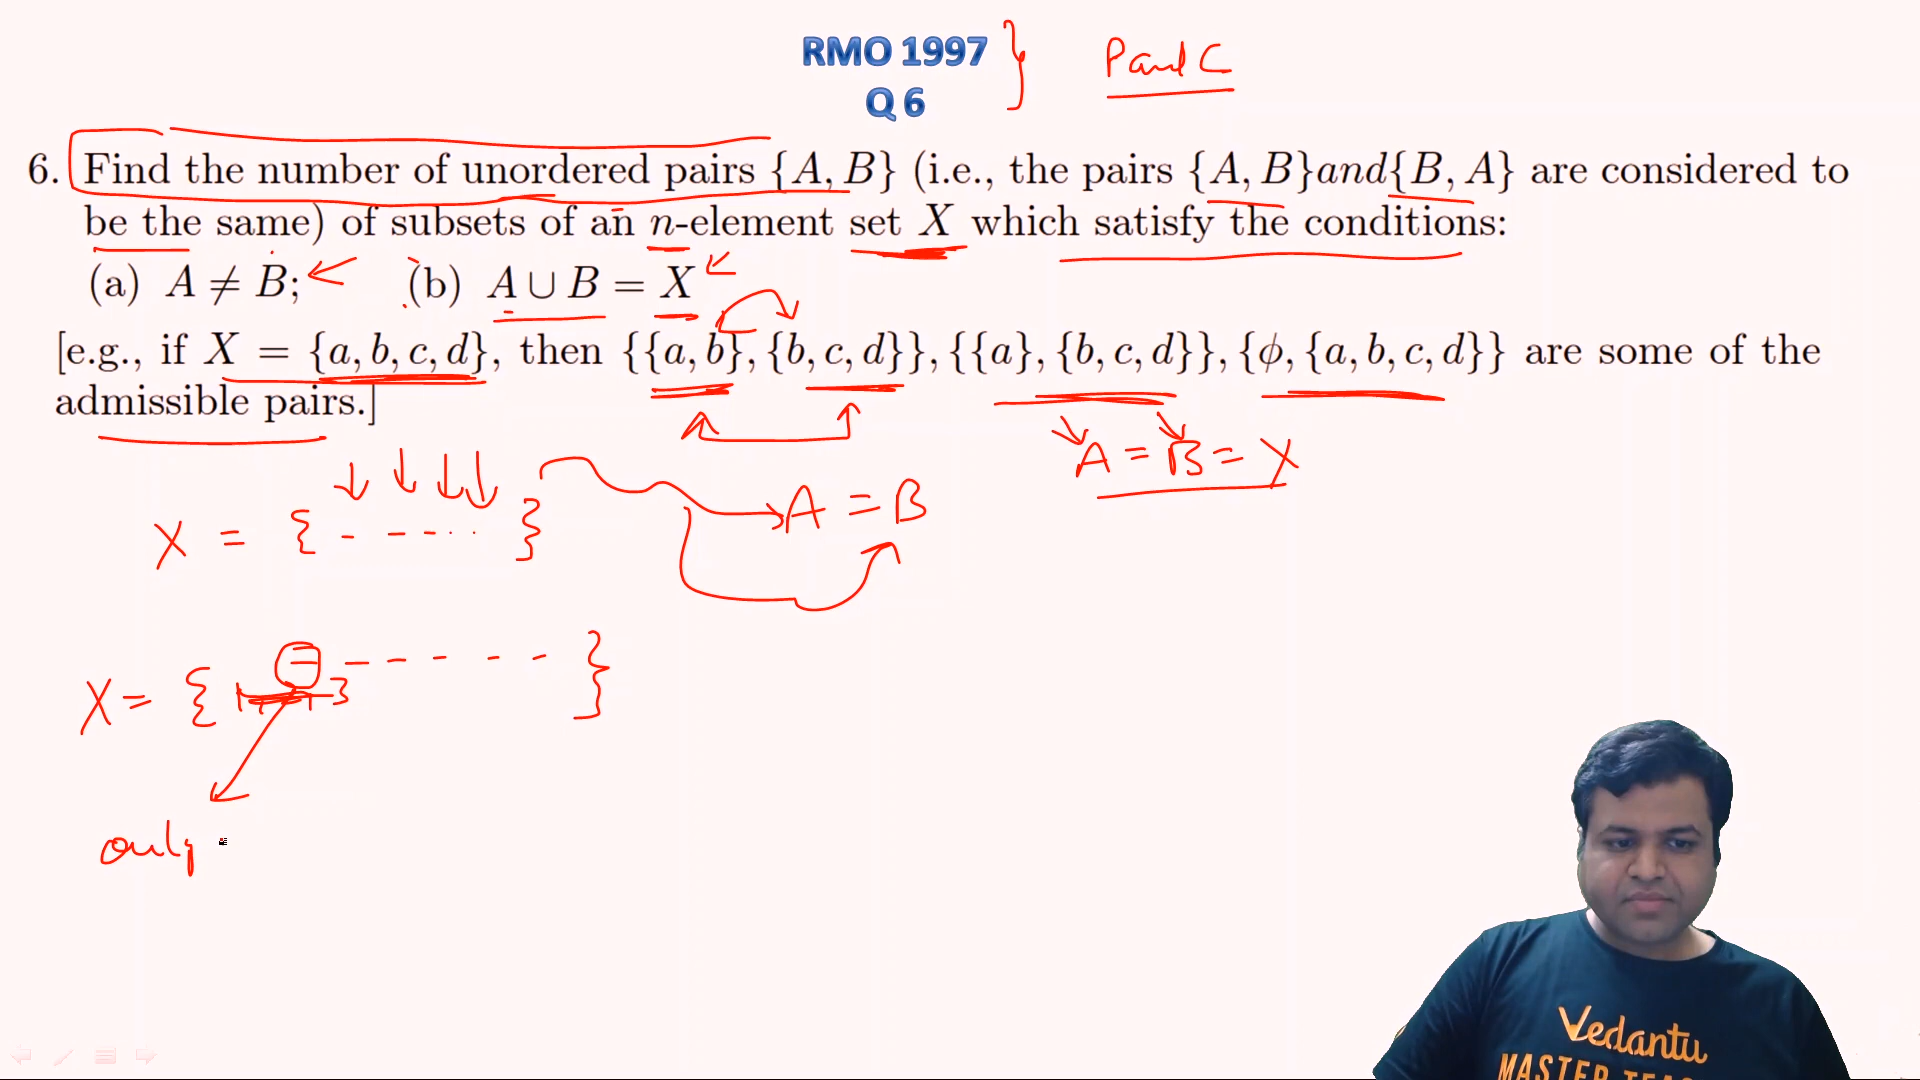 RMO 1997
Q 6
6. Find the number of unordered pairs {A, B} (i.e., the pairs {A, B}and{B, A} are considered to
be the same) of subsets of an n-element set X which satisfy the conditions:
(a) A ≠ B; (b) A ∪ B = X
[e.g., if X = {a, b, c, d}, then {{a, b}, {b, c, d}}, {{a}, {b, c, d}}, {ϕ, {a, b, c, d}} are some of the
admissible pairs.]
A = B = X
X = { - - - - · · } A = B
X = { - - - - - - }
only
Vedantu